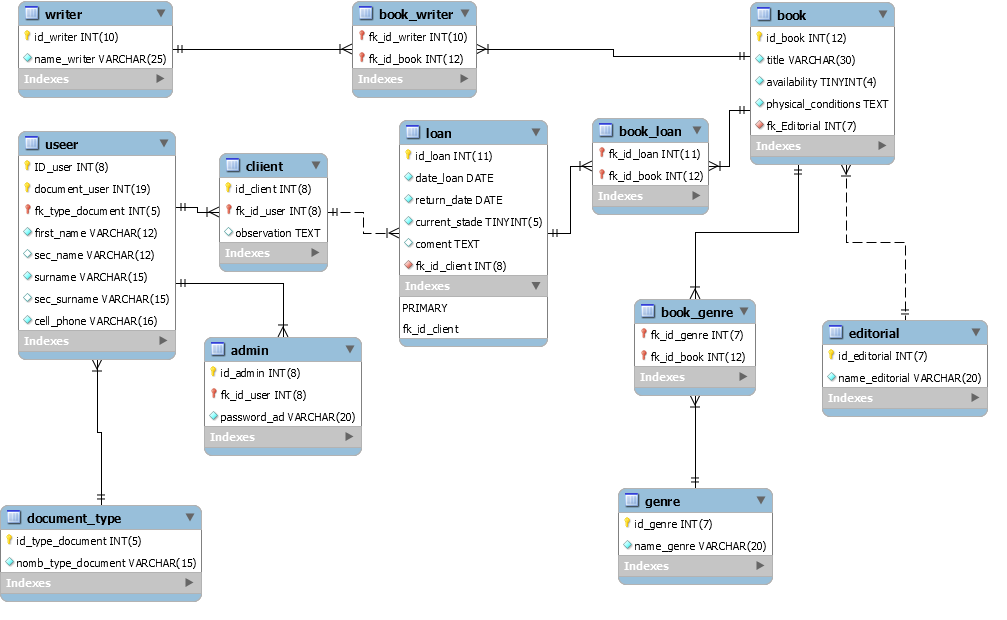 writer
id_writer INT(10)
name_writer VARCHAR(25)
Indexes
book_writer
fk_id_writer INT(10)
fk_id_book INT(12)
Indexes
book
id_book INT(12)
title VARCHAR(30)
availability TINYINT(4)
physical_conditions TEXT
fk_Editorial INT(7)
Indexes
useer
ID_user INT(8)
document_user INT(19)
fk_type_document INT(5)
first_name VARCHAR(12)
sec_name VARCHAR(12)
surname VARCHAR(15)
sec_surname VARCHAR(15)
cell_phone VARCHAR(16)
Indexes
cliient
id_client INT(8)
fk_id_user INT(8)
observation TEXT
Indexes
loan
id_loan INT(11)
date_loan DATE
return_date DATE
current_stade TINYINT(5)
coment TEXT
fk_id_client INT(8)
Indexes
PRIMARY
fk_id_client
book_loan
fk_id_loan INT(11)
fk_id_book INT(12)
Indexes
admin
id_admin INT(8)
fk_id_user INT(8)
password_ad VARCHAR(20)
Indexes
book_genre
fk_id_genre INT(7)
fk_id_book INT(12)
Indexes
editorial
id_editorial INT(7)
name_editorial VARCHAR(20)
Indexes
document_type
id_type_document INT(5)
nomb_type_document VARCHAR(15)
Indexes
genre
id_genre INT(7)
name_genre VARCHAR(20)
Indexes